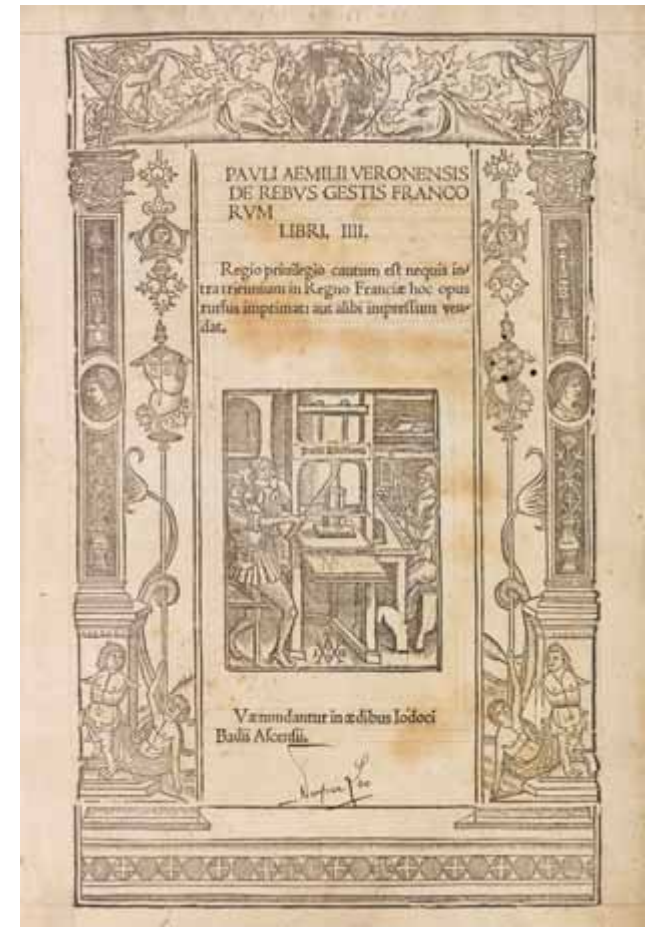 PAVLI AEMILII VERONENSIS
DE REBVS GESTIS FRANCO
RVM
LIBRI. IIII.
Regio priuilegio cautum est nequis in-
tra triennium in Regno Franciæ hoc opus
rursus imprimat: aut alibi impressum ven-
dat.
Vænundantur in ædibus Iodoci
Badii Ascensii.